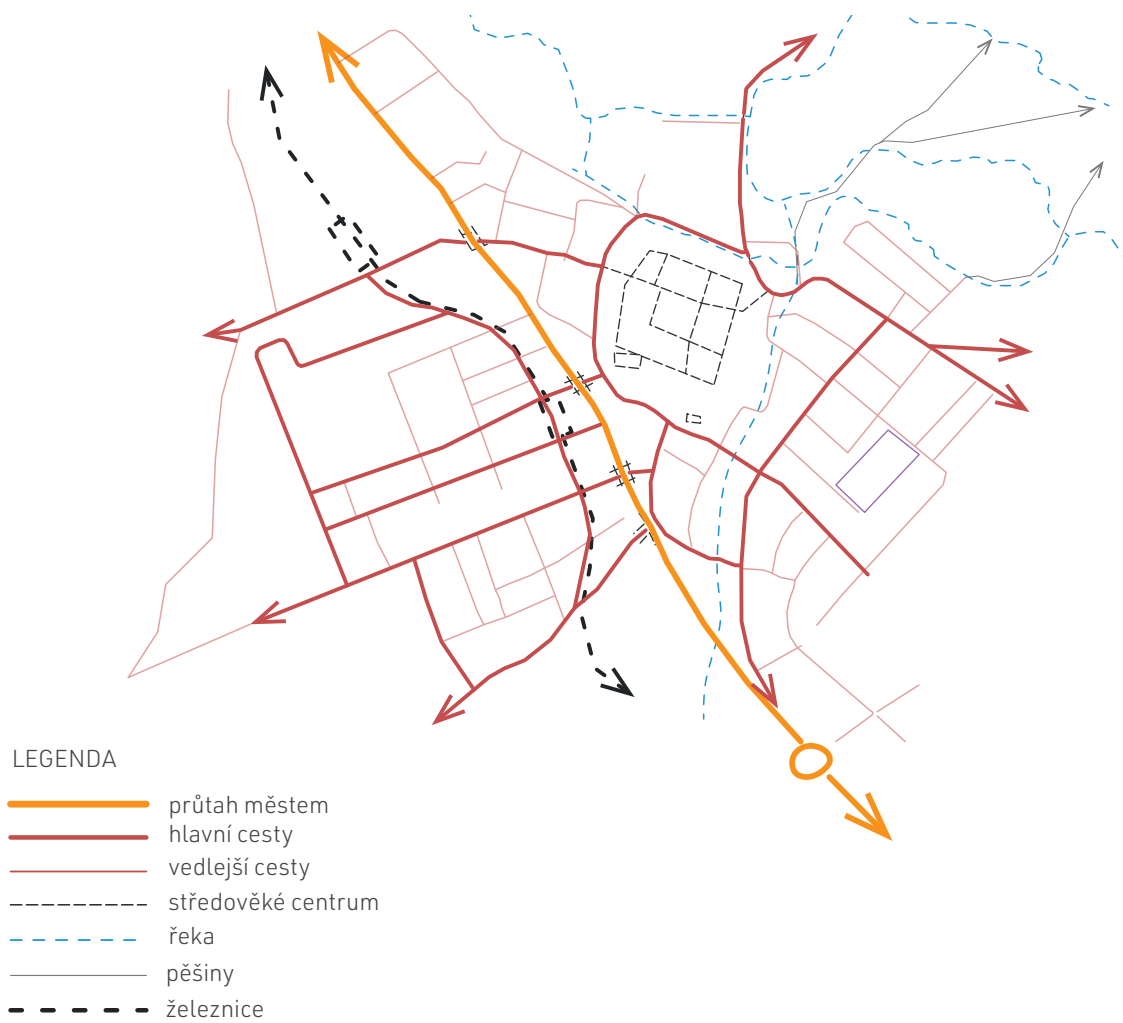 LEGENDA
průtah městem
hlavní cesty
vedlejší cesty
středověké centrum
řeka
pěšiny
železnice